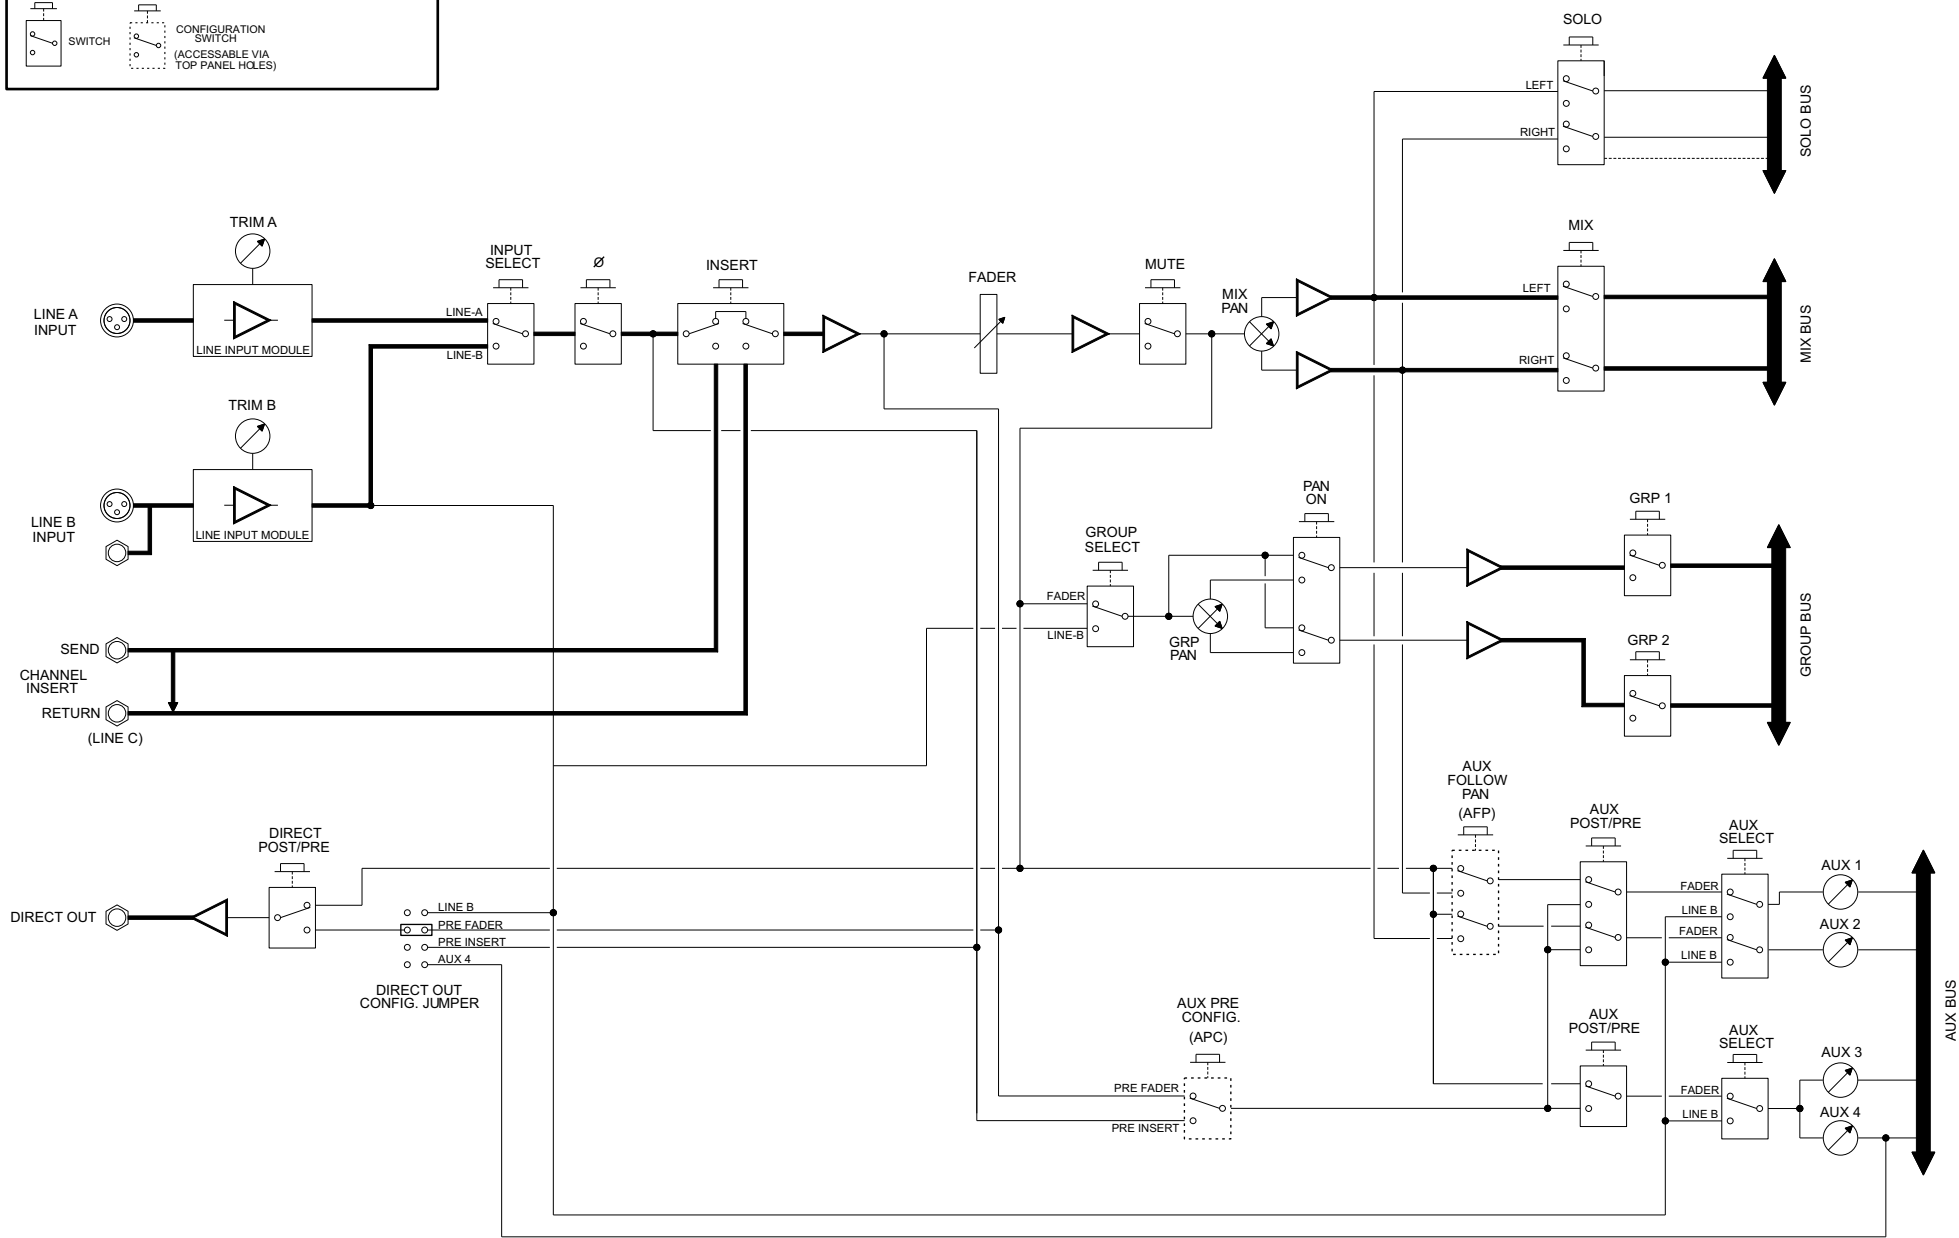 SWITCH
CONFIGURATION
SWITCH
(ACCESSABLE VIA
TOP PANEL HOLES)
SOLO
LEFT
RIGHT
SOLO BUS
TRIM A
LINE A
INPUT
LINE INPUT MODULE
INPUT
SELECT
LINE-A
LINE-B
Ø
INSERT
FADER
MUTE
MIX
PAN
MIX
LEFT
RIGHT
MIX BUS
TRIM B
LINE B
INPUT
LINE INPUT MODULE
GROUP
SELECT
FADER
LINE-B
GRP
PAN
PAN
ON
GRP 1
GRP 2
GROUP BUS
SEND
CHANNEL
INSERT
RETURN
(LINE C)
DIRECT
POST/PRE
DIRECT OUT
LINE B
PRE FADER
PRE INSERT
AUX 4
DIRECT OUT
CONFIG. JUMPER
AUX
FOLLOW
PAN
(AFP)
AUX
POST/PRE
AUX
SELECT
FADER
LINE B
FADER
LINE B
AUX 1
AUX 2
AUX PRE
CONFIG.
(APC)
PRE FADER
PRE INSERT
AUX
POST/PRE
AUX
SELECT
FADER
LINE B
AUX 3
AUX 4
AUX BUS